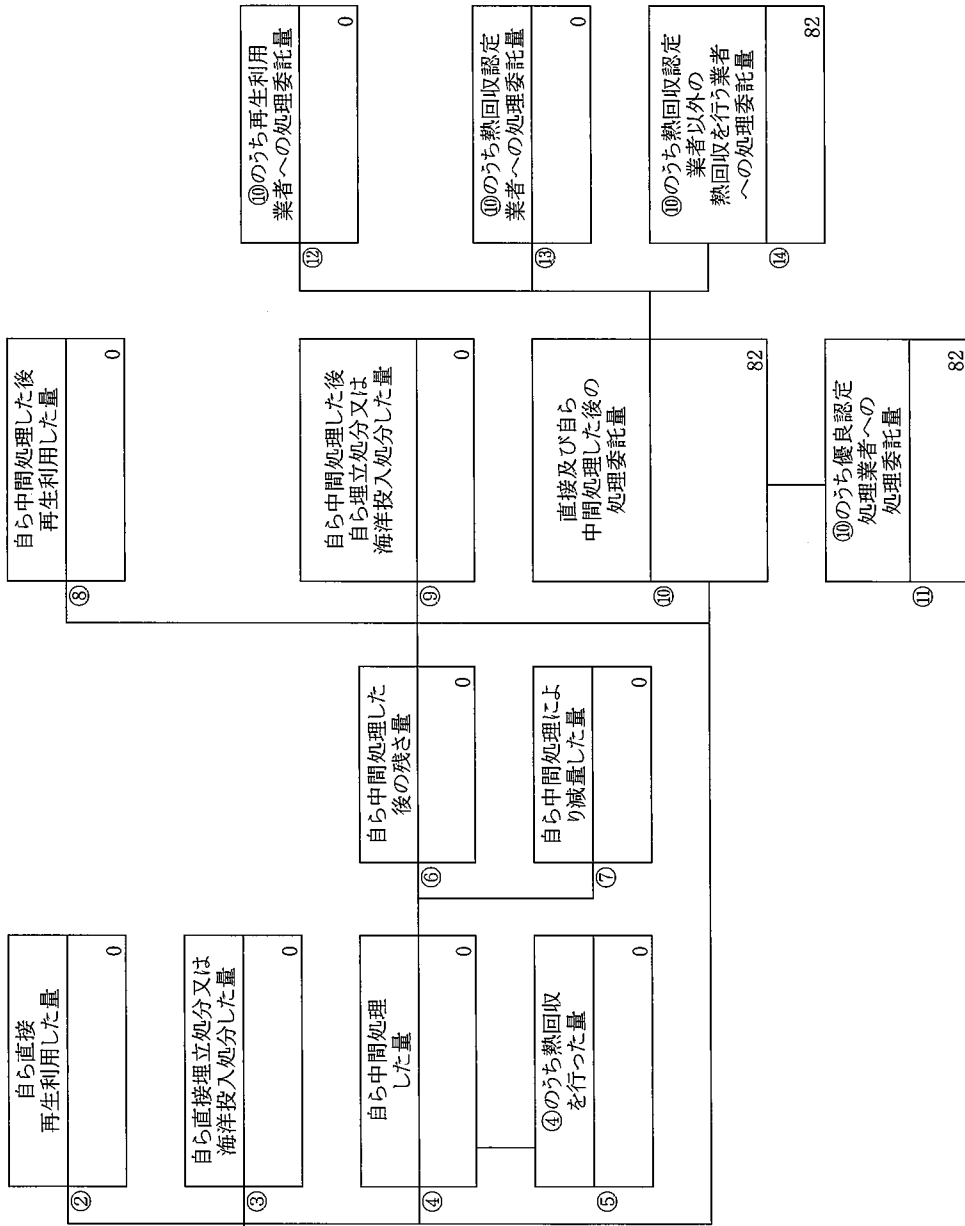 ②
自ら直接
再生利用した量
0
③
自ら直接埋立処分又は
海洋投入処分した量
0
④
自ら中間処理
した量
0
⑤
④のうち熱回収
を行った量
0
⑥
自ら中間処理した
後の残さ量
0
⑦
自ら中間処理によ
り減量した量
0
⑧
自ら中間処理した後
再生利用した量
0
⑨
自ら中間処理した後
自ら埋立処分又は
海洋投入処分した量
0
⑩
直接及び自ら
中間処理した後の
処理委託量
82
⑪
⑩のうち優良認定
処理業者への
処理委託量
82
⑫
⑩のうち再生利用
業者への処理委託量
0
⑬
⑩のうち熱回収認定
業者への処理委託量
0
⑭
⑩のうち熱回収認定
業者以外の
熱回収を行う業者
への処理委託量
82